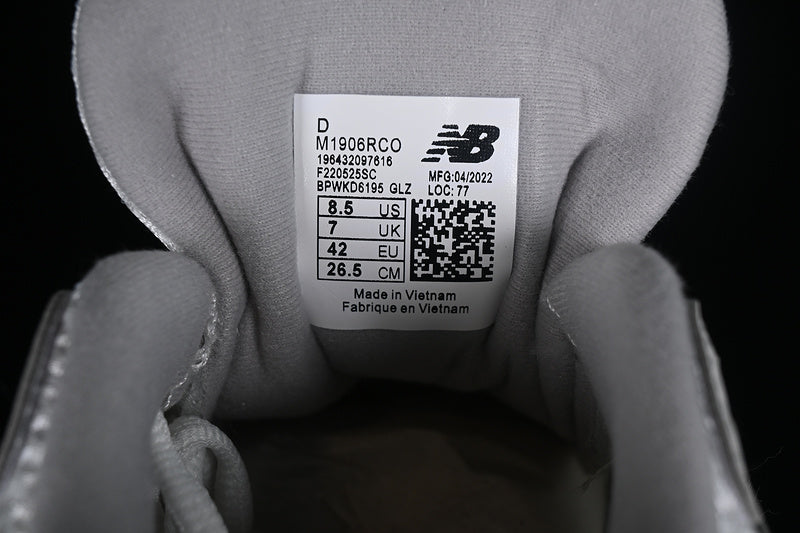 D
M1906RCO
196432097616
F220525SC
BPWKD6195 GLZ
NB
MFG:04/2022
LOC: 77
8.5 US
7 UK
42 EU
26.5 CM
Made in Vietnam
Fabrique en Vietnam